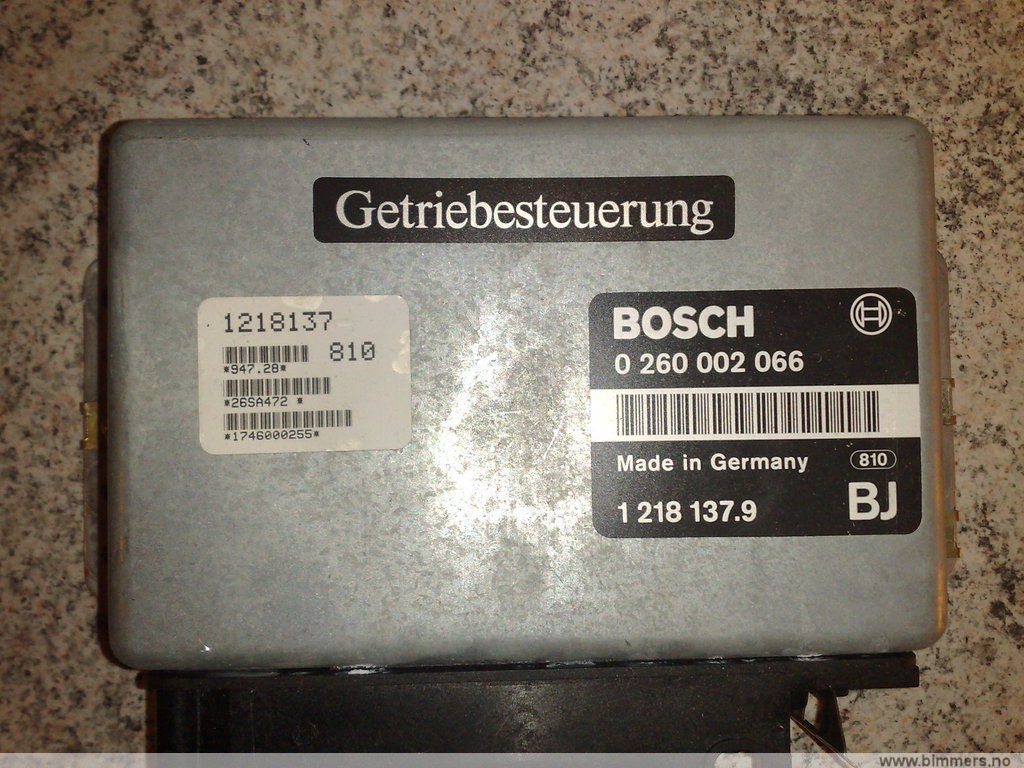 Getriebesteuerung
1218137
810
*947.28*
*26SA472 *
*1746000255*
BOSCH
0 260 002 066
Made in Germany 810
1 218 137.9 BJ
www.bimmers.no